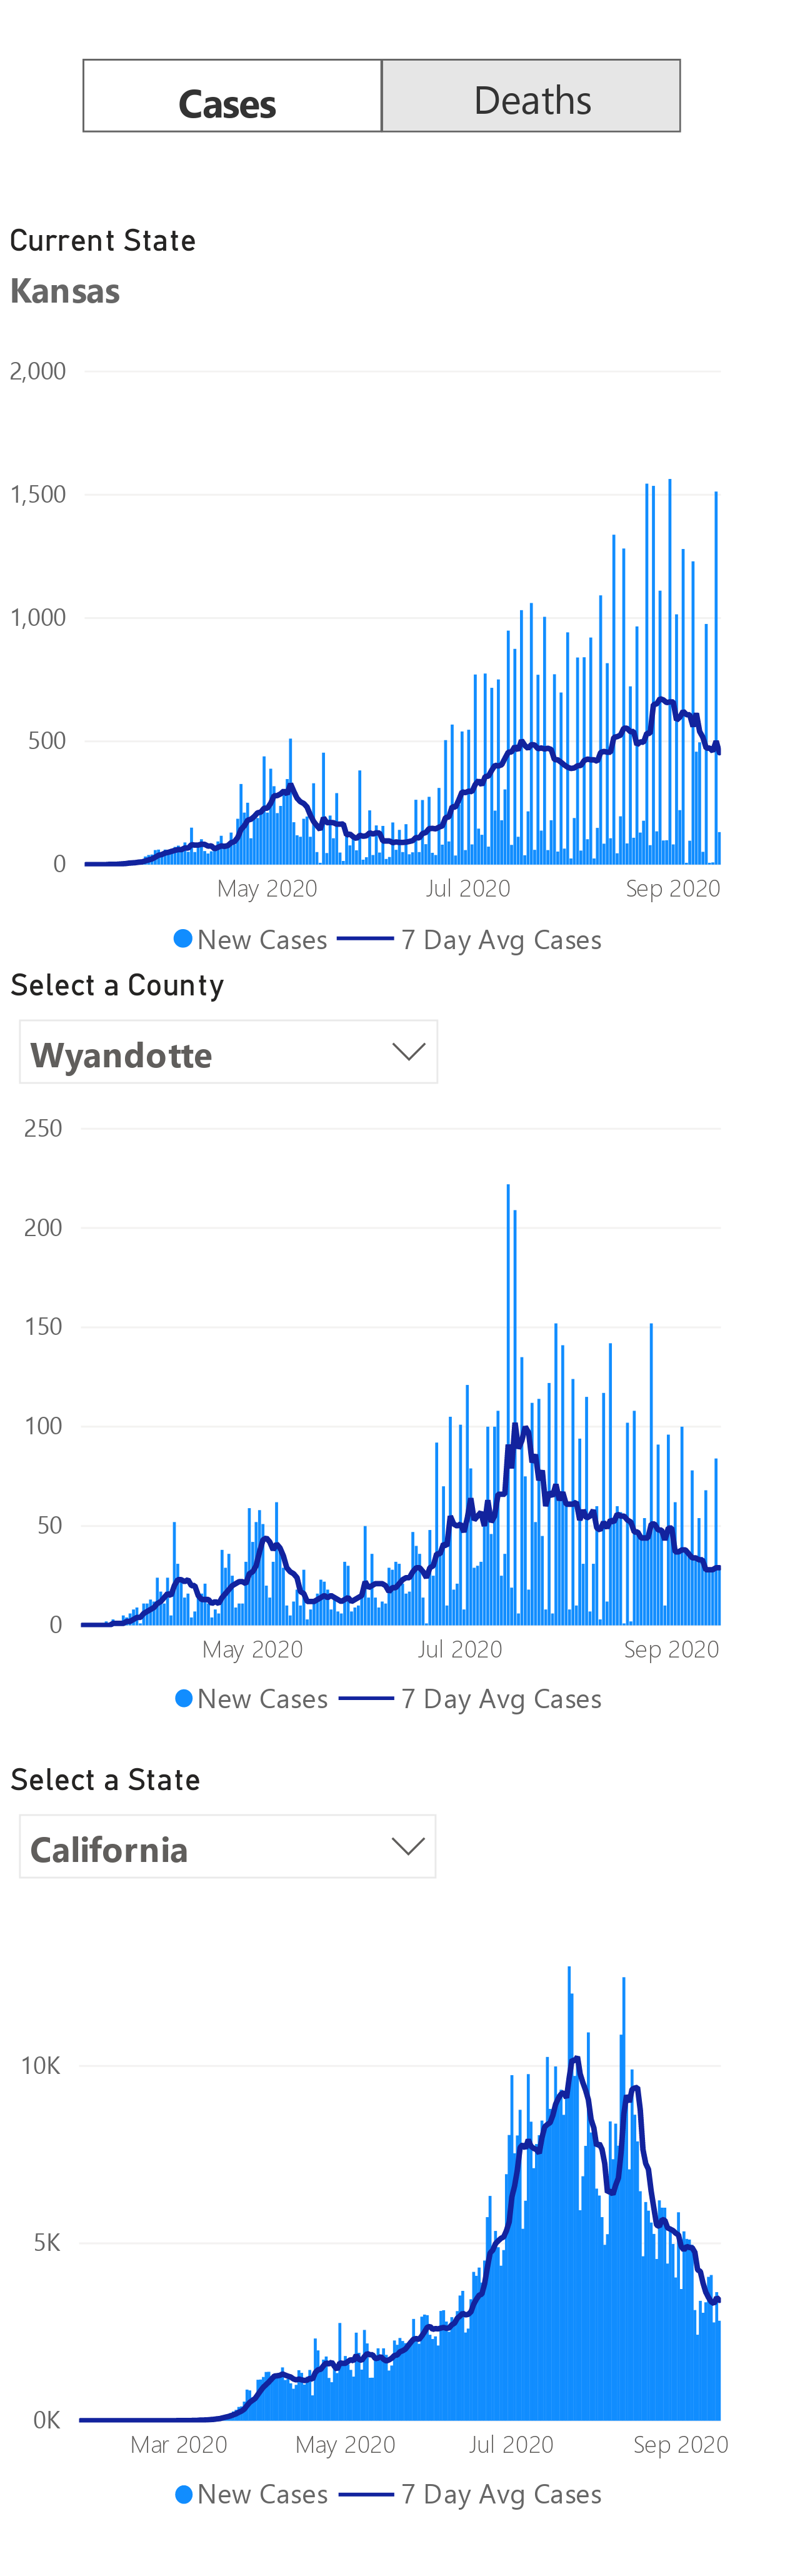 Cases Deaths
Current State
Kansas
2,000
1,500
1,000
500
0
May 2020 Jul 2020 Sep 2020
New Cases 7 Day Avg Cases
Select a County
Wyandotte
250
200
150
100
50
0
May 2020 Jul 2020 Sep 2020
New Cases 7 Day Avg Cases
Select a State
California
10K
5K
0K
Mar 2020 May 2020 Jul 2020 Sep 2020
New Cases 7 Day Avg Cases